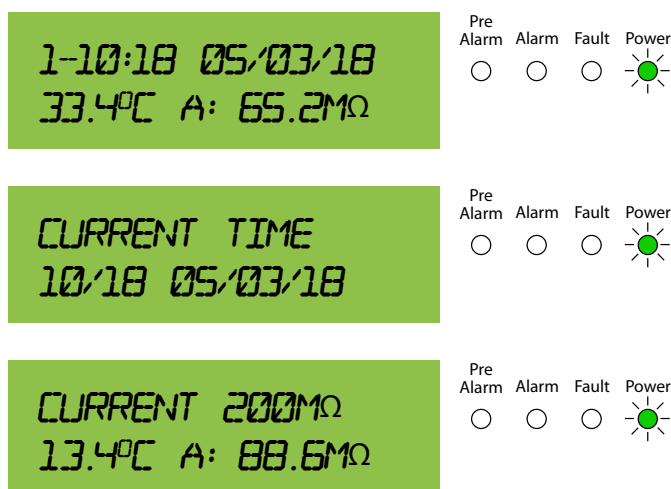 1-10:18 05/03/18
33.4°C A: 65.2MΩ
Pre
Alarm Alarm Fault Power
CURRENT TIME
10/18 05/03/18
Pre
Alarm Alarm Fault Power
CURRENT 200MΩ
13.4°C A: 88.6MΩ
Pre
Alarm Alarm Fault Power